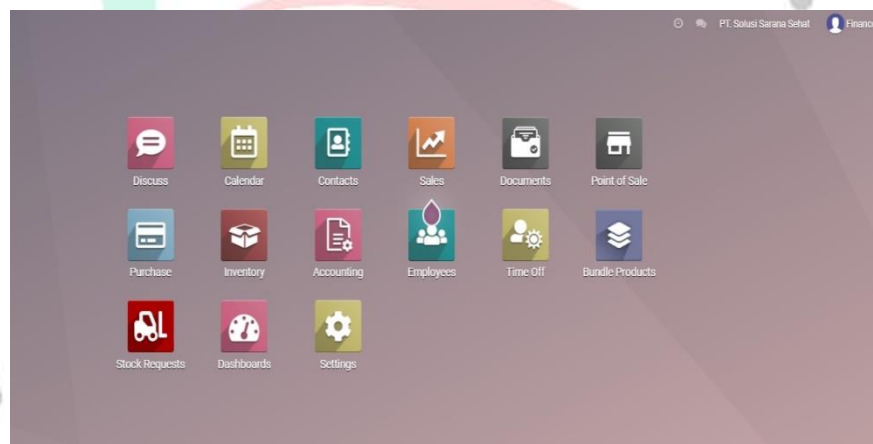 PT. Solusi Sarana Sehat
Discuss Calendar Contacts Sales Documents Point of Sale
Purchase Inventory Accounting Employees Time Off Bundle Products
Stock Requests Dashboards Settings